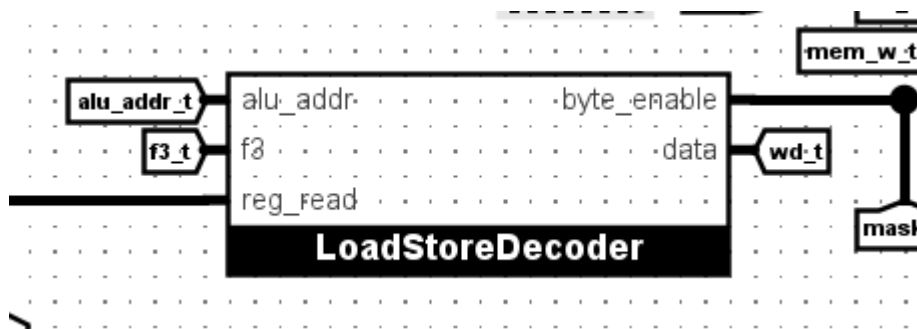 mem_w_t
alu_addr_t alu_addr byte_enable
f3_t f3 data wd_t
reg_read
mask
LoadStoreDecoder